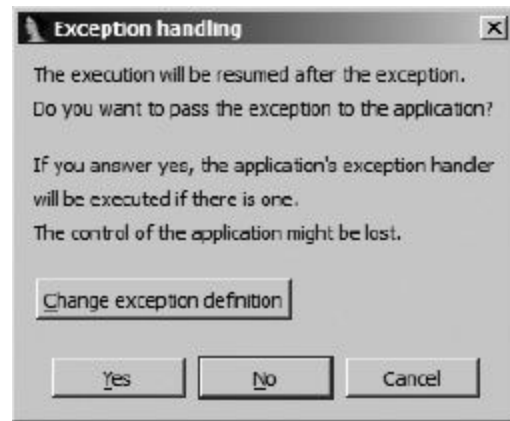 Exception handling
The execution will be resumed after the exception.
Do you want to pass the exception to the application?
If you answer yes, the application's exception handler
will be executed if there is one.
The control of the application might be lost.
Change exception definition
Yes No Cancel